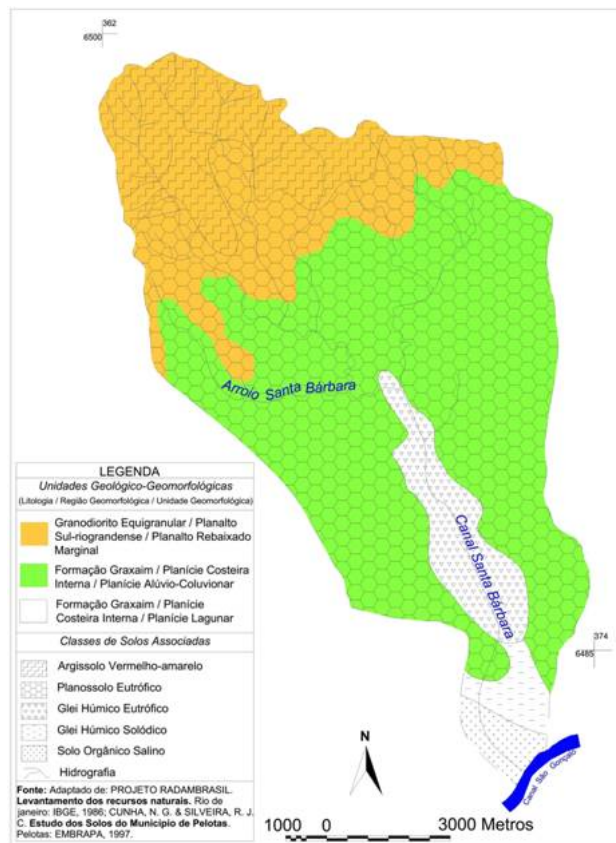 362
6500
Arroio Santa Bárbara
Canal Santa Bárbara
374
6485
Canal São Gonçalo
LEGENDA
Unidades Geológico-Geomorfológicas
(Litologia / Região Geomorfológica / Unidade Geomorfológica)
Granodiorito Equigranular / Planalto
Sul-riograndense / Planalto Rebaixado
Marginal
Formação Graxaim / Planície Costeira
Interna / Planície Alúvio-Coluvionar
Formação Graxaim / Planície
Costeira Interna / Planície Lagunar
Classes de Solos Associadas
Argissolo Vermelho-amarelo
Planossolo Eutrófico
Glei Húmico Eutrófico
Glei Húmico Solódico
Solo Orgânico Salino
Hidrografia
Fonte: Adaptado de: PROJETO RADAMBRASIL.
Levantamento dos recursos naturais. Rio de
janeiro: IBGE, 1986; CUNHA, N. G. & SILVEIRA, R. J.
C. Estudo dos Solos do Município de Pelotas.
Pelotas: EMBRAPA, 1997.
N
1000 0 3000 Metros